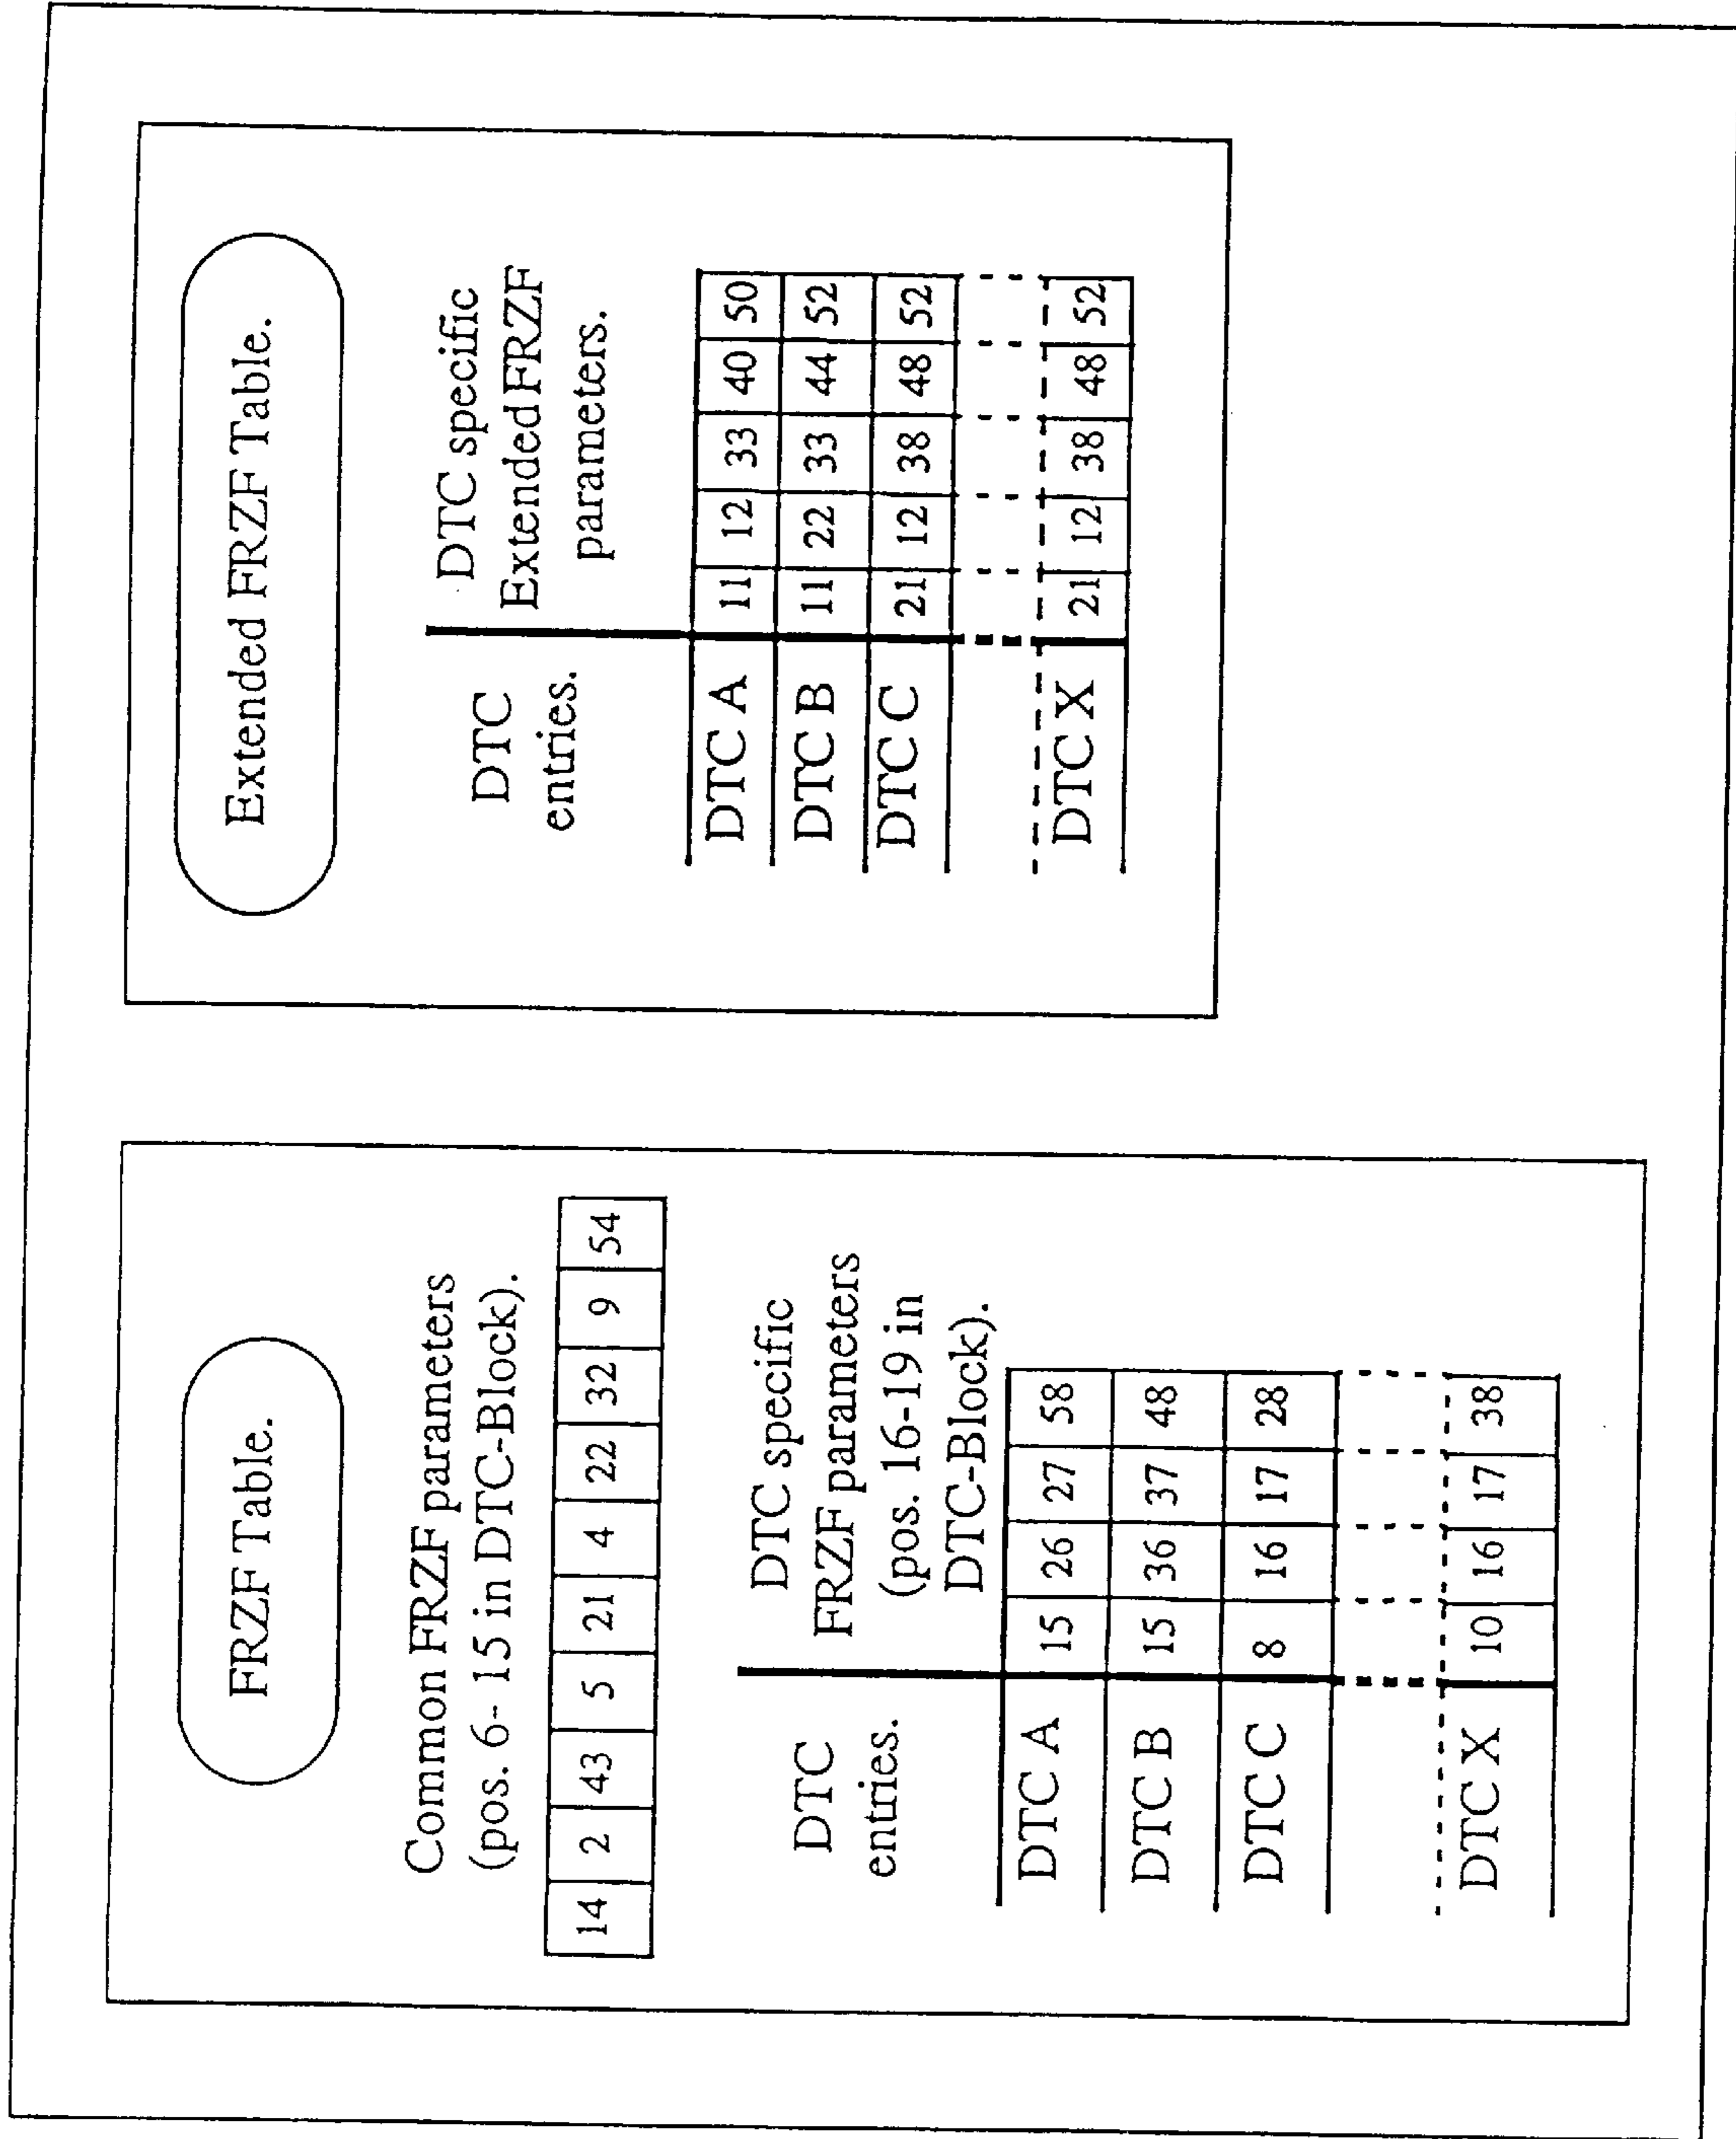 FRZF Table.
Common FRZF parameters
(pos. 6-15 in DTC-Block).
14 2 43 5 21 4 22 32 9 54
DTC
entries.
DTC specific
FRZF parameters
(pos. 16-19 in
DTC-Block).
DTC A 15 26 27 58
DTC B 15 36 37 48
DTC C 8 16 17 28
DTC X 10 16 17 38
Extended FRZF Table.
DTC
entries.
DTC specific
Extended FRZF
parameters.
DTC A 11 12 33 40 50
DTC B 11 22 33 44 52
DTC C 21 12 38 48 52
DTC X 21 12 38 48 52